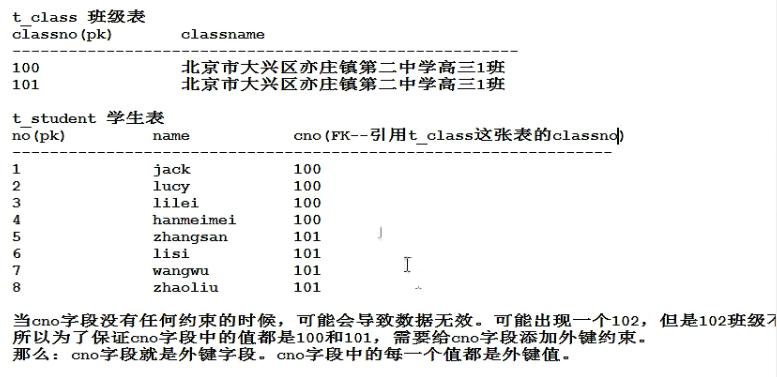 t_class 班级表
classno(pk) classname
--------------------------------------------------
100 北京市大兴区亦庄镇第二中学高三1班
101 北京市大兴区亦庄镇第二中学高三1班
t_student 学生表
no(pk) name cno(FK--引用t_class这张表的classno)
------------------------------------------------------------
1 jack 100
2 lucy 100
3 lilei 100
4 hanmeimei 100
5 zhangsan 101
6 lisi 101
7 wangwu 101
8 zhaoliu 101
当cno字段没有任何约束的时候，可能会导致数据无效。可能出现一个102，但是102班级不
所以为了保证cno字段中的值都是100和101，需要给cno字段添加外键约束。
那么：cno字段就是外键字段。cno字段中的每一个值都是外键值。